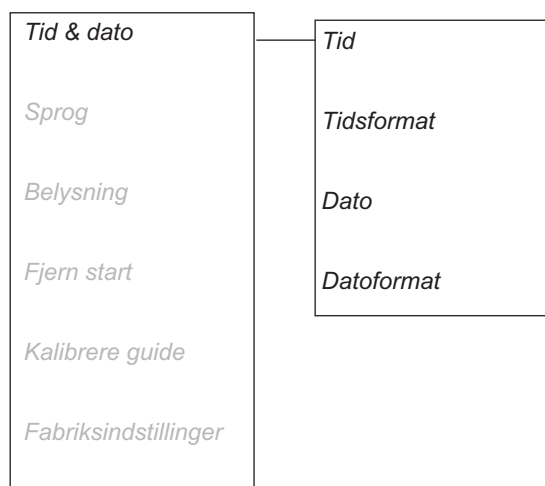 Tid & dato
Sprog
Belysning
Fjern start
Kalibrere guide
Fabriksindstillinger
Tid
Tidsformat
Dato
Datoformat